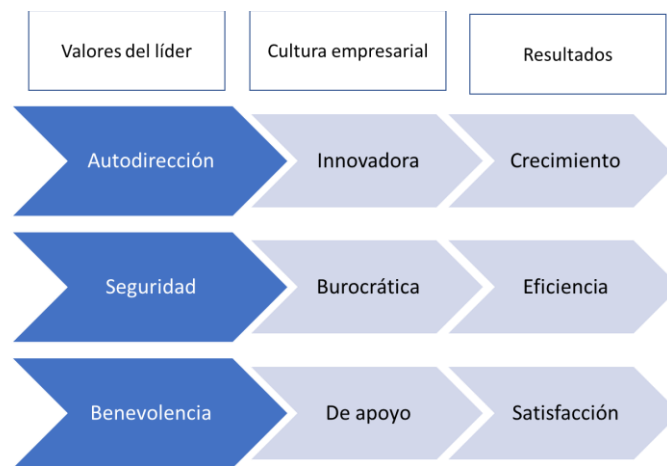 Valores del líder
Cultura empresarial
Resultados
Autodirección
Innovadora
Crecimiento
Seguridad
Burocrática
Eficiencia
Benevolencia
De apoyo
Satisfacción